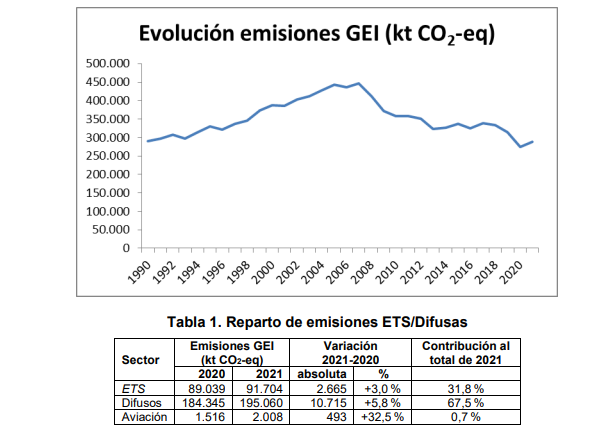 Evolución emisiones GEI (kt CO2-eq)
500.000
450.000
400.000
350.000
300.000
250.000
200.000
150.000
100.000
50.000
0
1990 1992 1994 1996 1998 2000 2002 2004 2006 2008 2010 2012 2014 2016 2018 2020
Tabla 1. Reparto de emisiones ETS/Difusas
Sector Emisiones GEI (kt CO2-eq) Variación 2021-2020 Contribución al total de 2021
2020 2021 absoluta %
ETS 89.039 91.704 2.665 +3,0 % 31,8 %
Difusos 184.345 195.060 10.715 +5,8 % 67,5 %
Aviación 1.516 2.008 493 +32,5 % 0,7 %